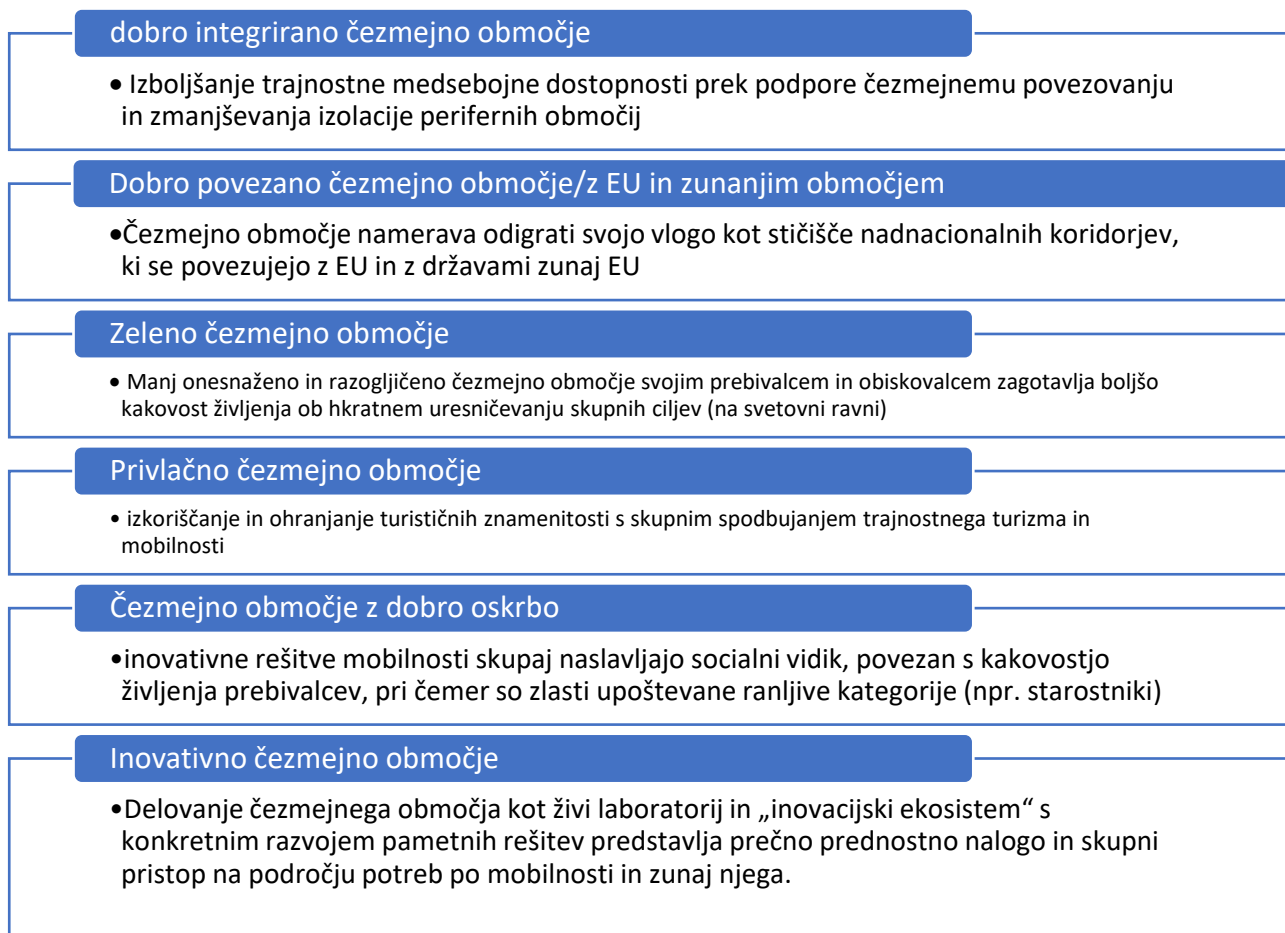 dobro integrirano čezmejno območje
• Izboljšanje trajnostne medsebojne dostopnosti prek podpore čezmejnemu povezovanju
in zmanjševanja izolacije perifernih območij
Dobro povezano čezmejno območje/z EU in zunanjim območjem
•Čezmejno območje namerava odigrati svojo vlogo kot stičišče nadnacionalnih koridorjev,
ki se povezujejo z EU in z državami zunaj EU
Zeleno čezmejno območje
• Manj onesnaženo in razogljičeno čezmejno območje svojim prebivalcem in obiskovalcem zagotavlja boljšo
kakovost življenja ob hkratnem uresničevanju skupnih ciljev (na svetovni ravni)
Privlačno čezmejno območje
• izkoriščanje in ohranjanje turističnih znamenitosti s skupnim spodbujanjem trajnostnega turizma in
mobilnosti
Čezmejno območje z dobro oskrbo
•inovativne rešitve mobilnosti skupaj naslavljajo socialni vidik, povezan s kakovostjo
življenja prebivalcev, pri čemer so zlasti upoštevane ranljive kategorije (npr. starostniki)
Inovativno čezmejno območje
•Delovanje čezmejnega območja kot živi laboratorij in „inovacijski ekosistem“ s
konkretnim razvojem pametnih rešitev predstavlja prečno prednostno nalogo in skupni
pristop na področju potreb po mobilnosti in zunaj njega.